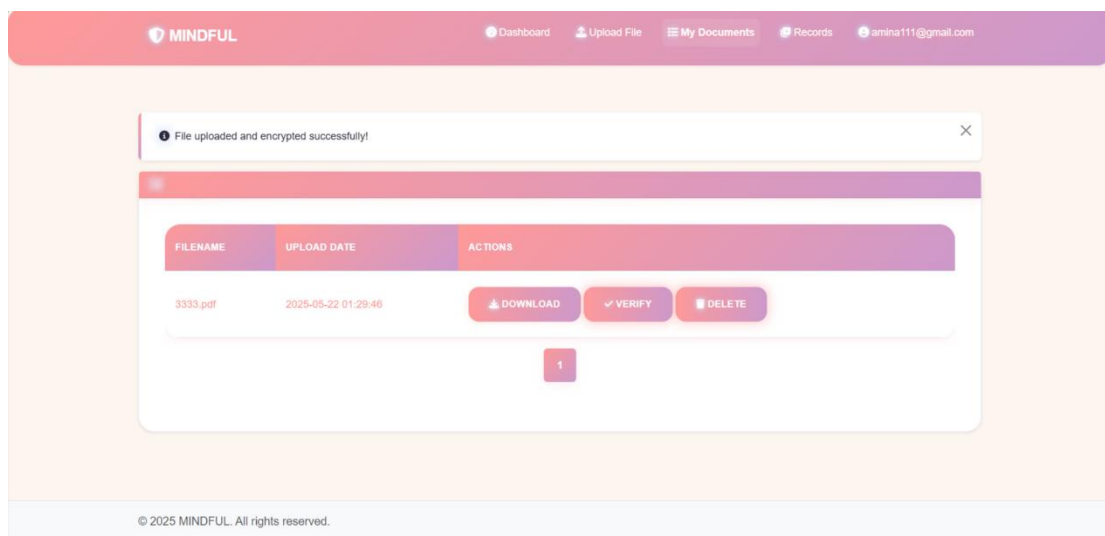 MINDFUL
Dashboard Upload File My Documents Records amina111@gmail.com
File uploaded and encrypted successfully!
FILENAME UPLOAD DATE ACTIONS
3333.pdf 2025-05-22 01:29:46 DOWNLOAD VERIFY DELETE
1
© 2025 MINDFUL. All rights reserved.